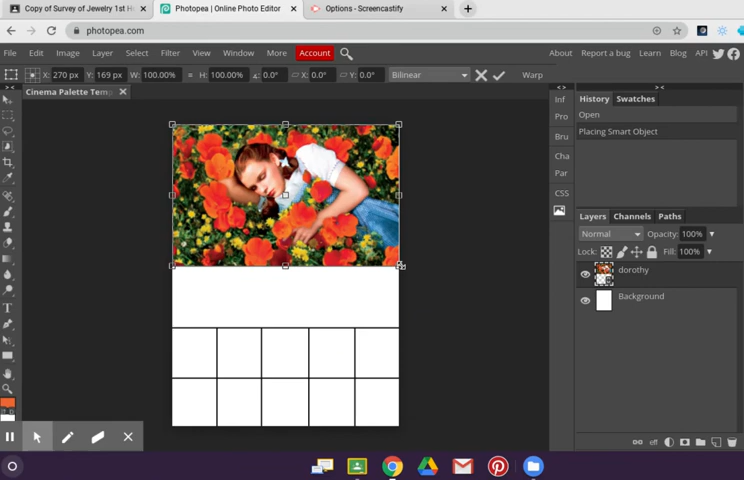 Copy of Survey of Jewelry 1st H
Photopea | Online Photo Editor
Options - Screencastify
photopea.com
File Edit Image Layer Select Filter View Window More Account
About Report a bug Learn Blog API
X: 270 px Y: 169 px W: 100.00% H: 100.00% 0.0° X: 0.0° Y: 0.0° Bilinear Warp
Cinema Palette Temp
Inf
Pro
Bru
Cha
Par
CSS
History Swatches
Open
Placing Smart Object
Layers Channels Paths
Normal Opacity: 100%
Lock: Fill: 100%
dorothy
Background